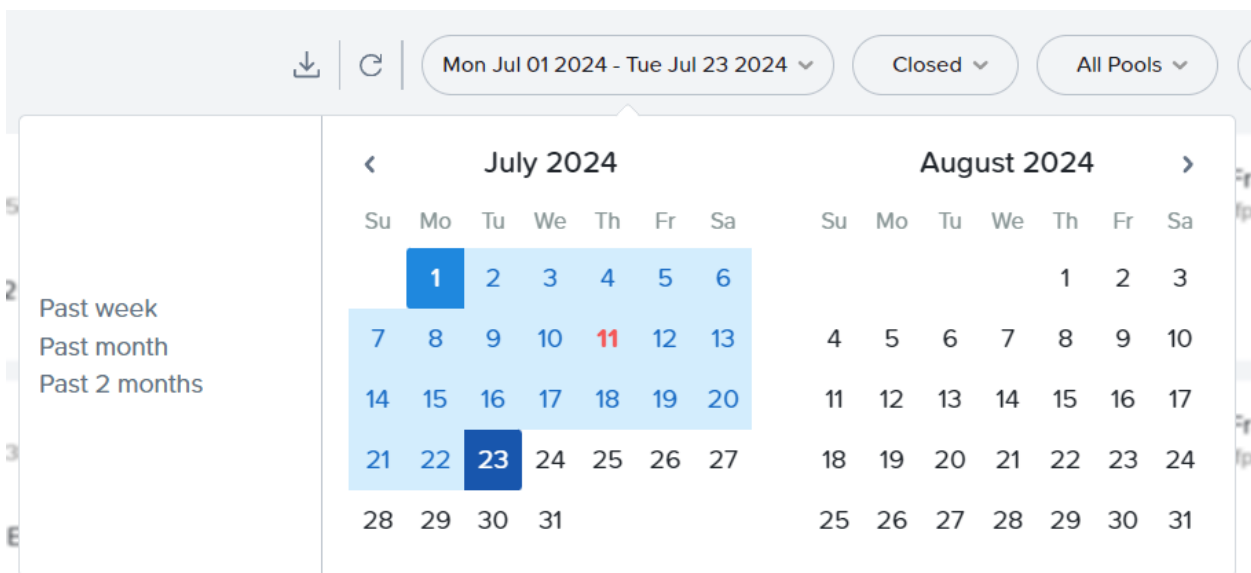 Mon Jul 01 2024 - Tue Jul 23 2024
Closed
All Pools
Past week
Past month
Past 2 months
July 2024
Su Mo Tu We Th Fr Sa
1 2 3 4 5 6
7 8 9 10 11 12 13
14 15 16 17 18 19 20
21 22 23 24 25 26 27
28 29 30 31
August 2024
Su Mo Tu We Th Fr Sa
1 2 3
4 5 6 7 8 9 10
11 12 13 14 15 16 17
18 19 20 21 22 23 24
25 26 27 28 29 30 31